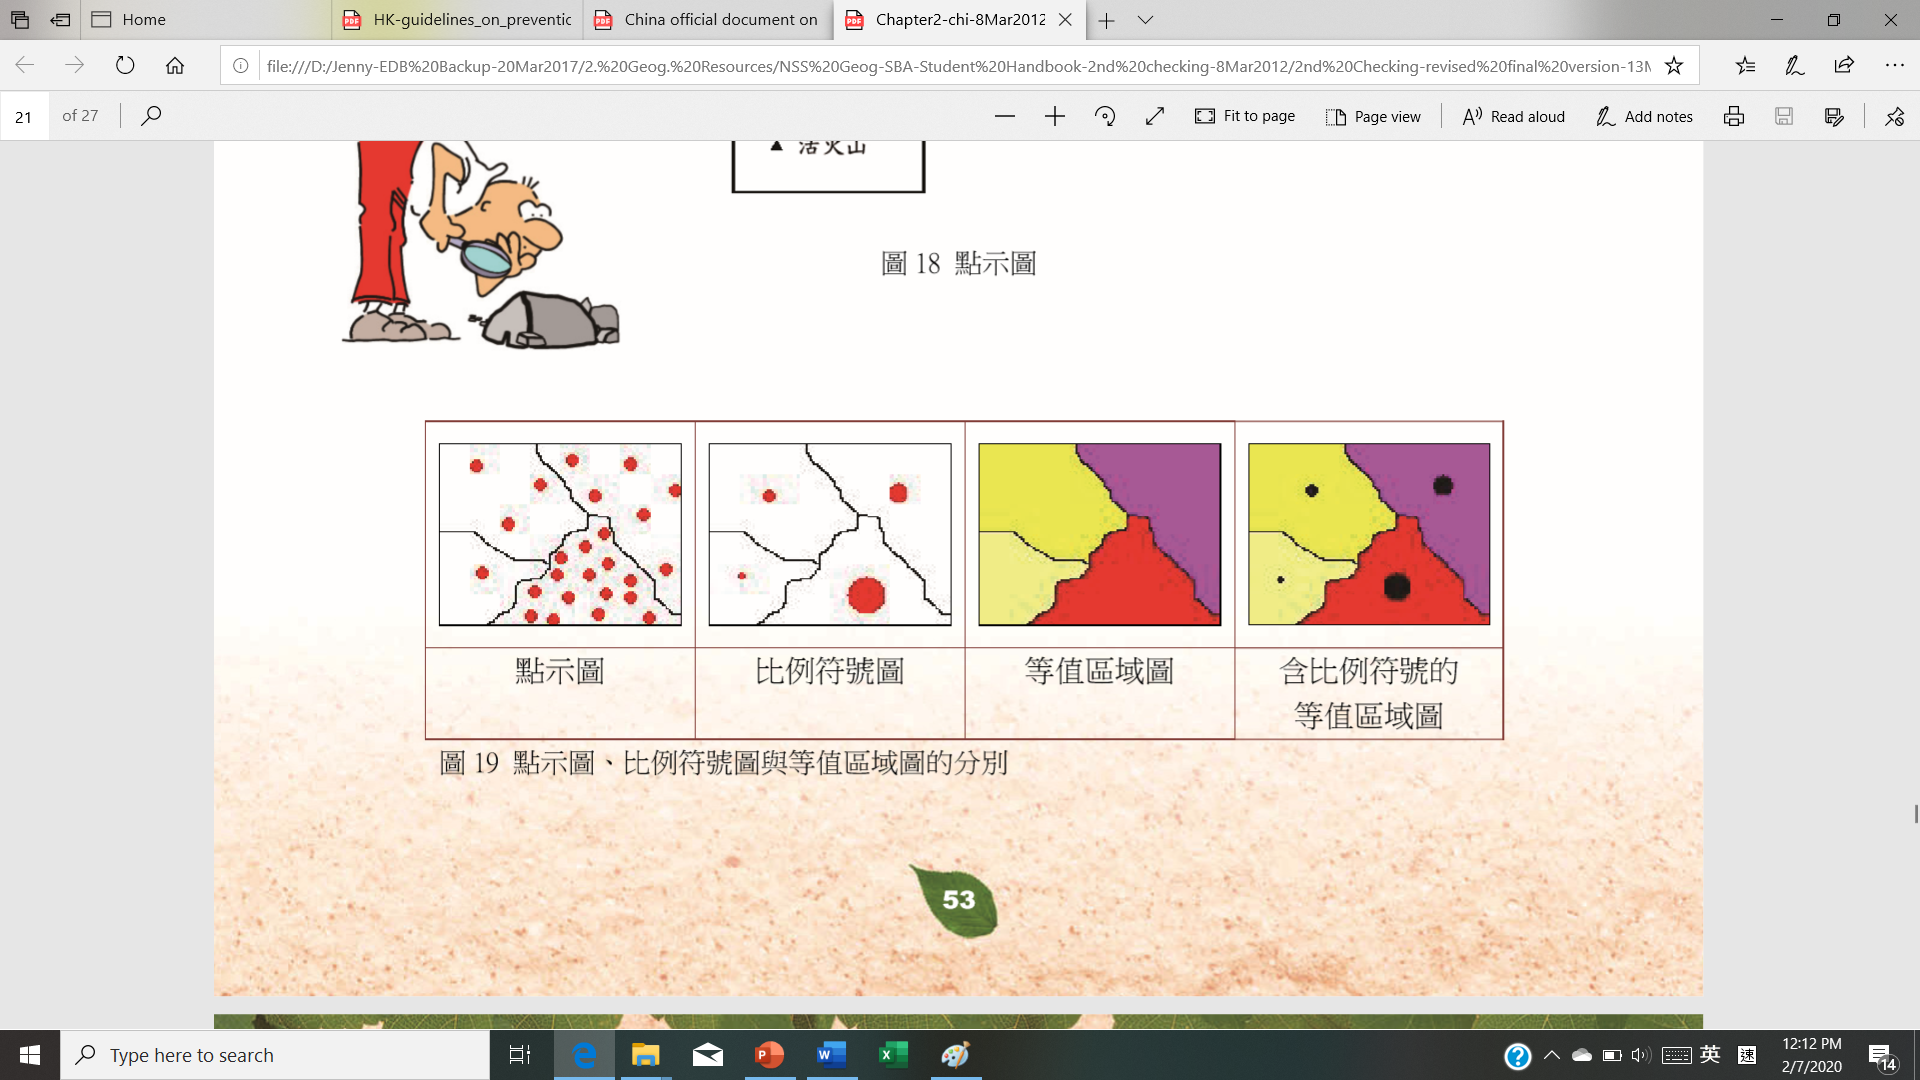 Home
HK-guidelines_on_preventic
China official document on
Chapter2-chi-8Mar2012
file:///D:/Jenny-EDB%20Backup-20Mar2017/2.%20Geog.%20Resources/NSS%20Geog-SBA-Student%20Handbook-2nd%20checking-8Mar2012/2nd%20Checking-revised%20final%20version-13M
21 of 27
Fit to page
Page view
Read aloud
Add notes
▲ 活火山
圖 18 點示圖
點示圖
比例符號圖
等值區域圖
含比例符號的
等值區域圖
圖 19 點示圖、比例符號圖與等值區域圖的分別
53
Type here to search
英
速
12:12 PM
2/7/2020
14